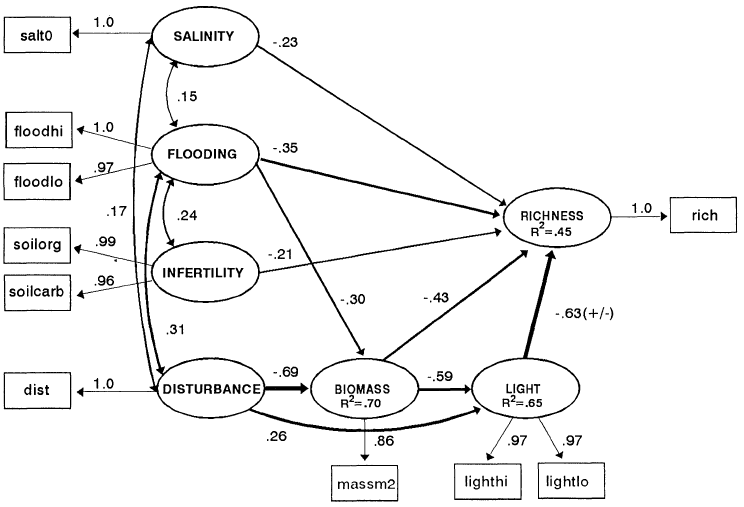 salt0
1.0
SALINITY
-.23
.15
floodhi
1.0
FLOODING
-.35
floodlo
.97
.17
.24
RICHNESS
R²=.45
1.0
rich
soilorg
.99
INFERTILITY
-.21
soilcarb
.96
-.30
-.43
-.63(+/-)
.31
dist
1.0
DISTURBANCE
-.69
BIOMASS
R²=.70
-.59
LIGHT
R²=.65
.26
.86
.97
.97
massm2
lighthi
lightlo